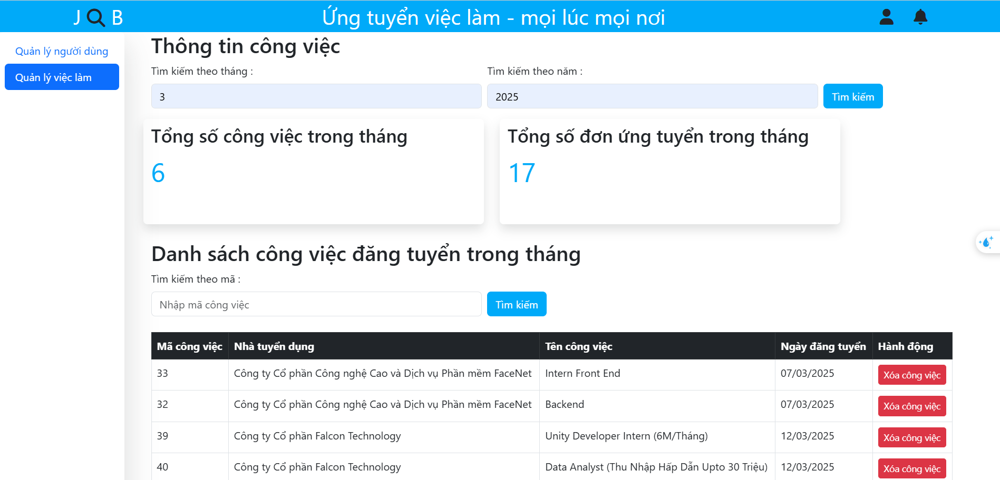 J B
Ứng tuyển việc làm - mọi lúc mọi nơi
Quản lý người dùng
Quản lý việc làm
Thông tin công việc
Tìm kiếm theo tháng :
Tìm kiếm theo năm :
3
2025
Tìm kiếm
Tổng số công việc trong tháng
6
Tổng số đơn ứng tuyển trong tháng
17
Danh sách công việc đăng tuyển trong tháng
Tìm kiếm theo mã :
Nhập mã công việc
Tìm kiếm
Mã công việc Nhà tuyển dụng Tên công việc Ngày đăng tuyển Hành động
33 Công ty Cổ phần Công nghệ Cao và Dịch vụ Phần mềm FaceNet Intern Front End 07/03/2025 Xóa công việc
32 Công ty Cổ phần Công nghệ Cao và Dịch vụ Phần mềm FaceNet Backend 07/03/2025 Xóa công việc
39 Công ty Cổ phần Falcon Technology Unity Developer Intern (6M/Tháng) 12/03/2025 Xóa công việc
40 Công ty Cổ phần Falcon Technology Data Analyst (Thu Nhập Hấp Dẫn Upto 30 Triệu) 12/03/2025 Xóa công việc